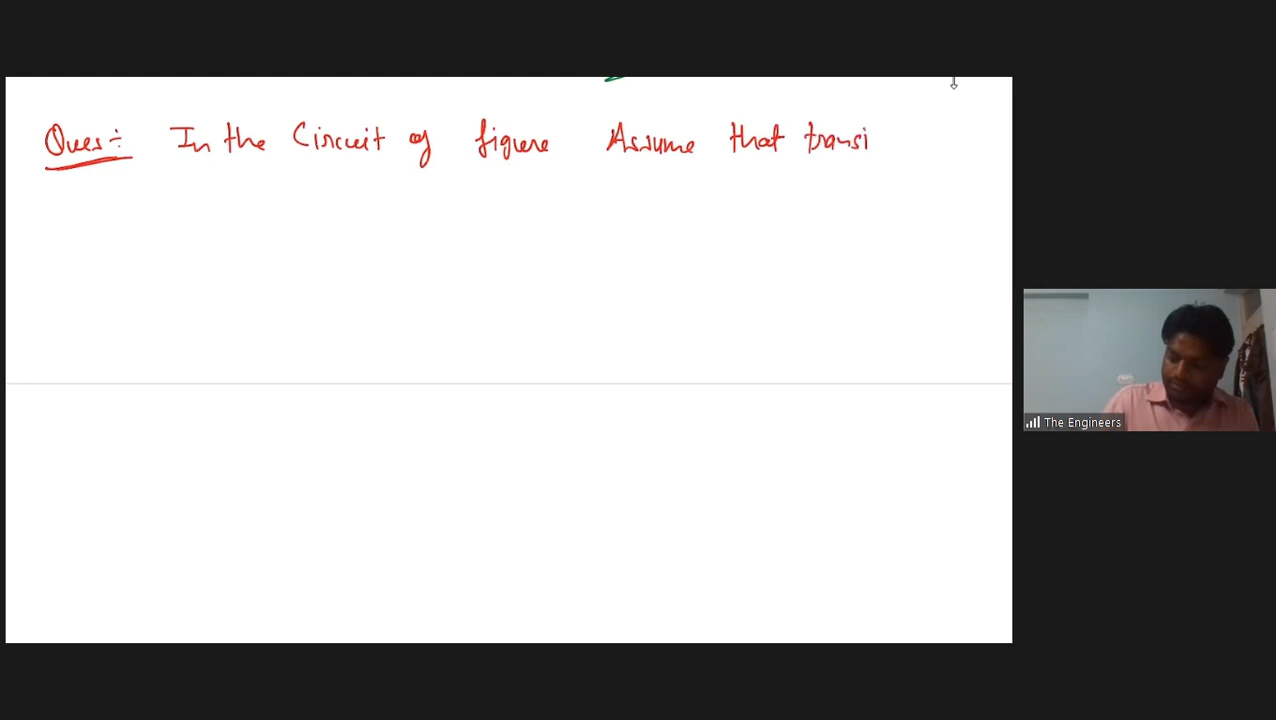 Ques÷ In the Circuit of figure Assume that transi
The Engineers